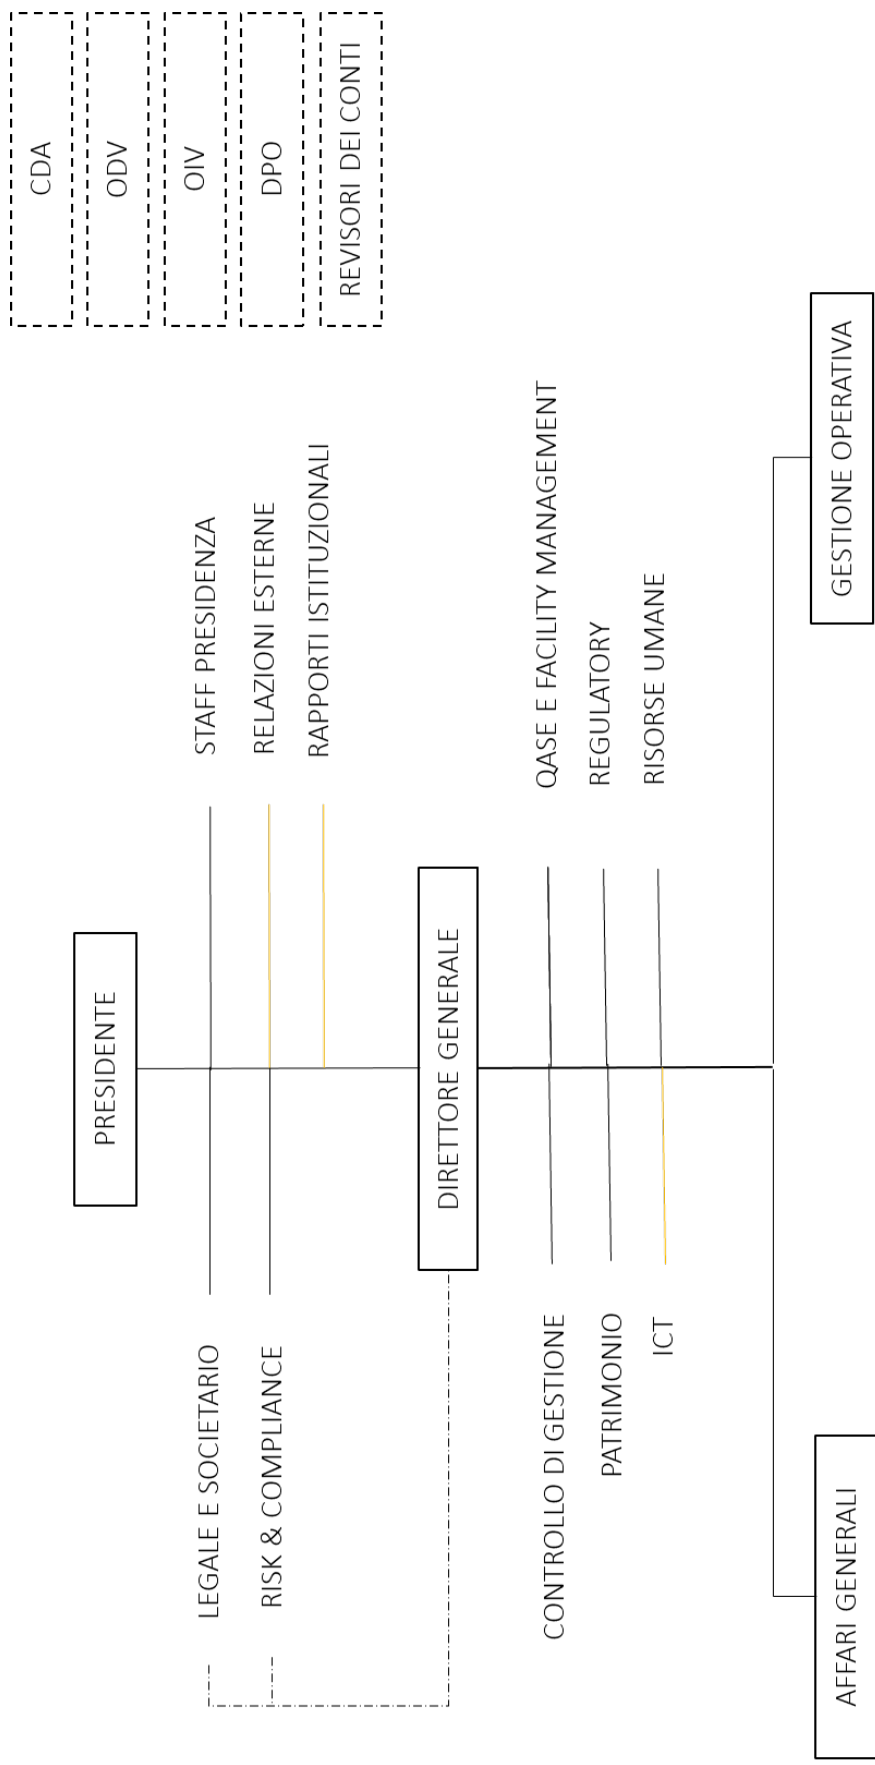 CDA
ODV
OIV
DPO
REVISORI DEI CONTI
PRESIDENTE
LEGALE E SOCIETARIO
STAFF PRESIDENZA
RISK & COMPLIANCE
RELAZIONI ESTERNE
RAPPORTI ISTITUZIONALI
DIRETTORE GENERALE
CONTROLLO DI GESTIONE
QASE E FACILITY MANAGEMENT
PATRIMONIO
REGULATORY
ICT
RISORSE UMANE
AFFARI GENERALI
GESTIONE OPERATIVA